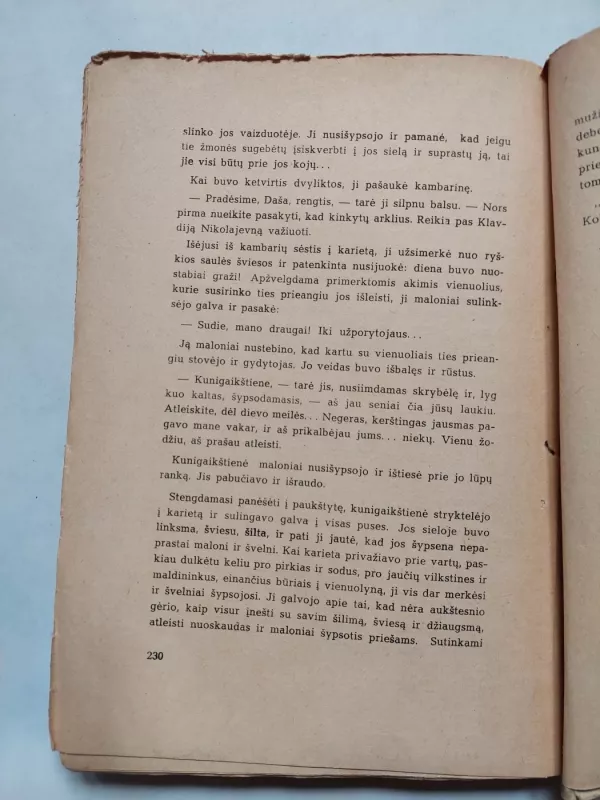 slinko jos vaizduotėje. Ji nusišypsojo ir pamanė, kad jeigu
tie žmonės sugebėtų įsiskverbti į jos sielą ir suprastų ją, tai
jie visi būtų prie jos kojų...
Kai buvo ketvirtis dvyliktos, ji pašaukė kambarinę.
— Pradėsime, Daša, rengtis, — tarė ji silpnu balsu. — Nors
pirma nueikite pasakyti, kad kinkytų arklius. Reikia pas Klav-
diją Nikolajevną važiuoti.
Išėjusi iš kambarių sėstis į karietą, ji užsimerkė nuo ryš-
kios saulės šviesos ir patenkinta nusijuokė: diena buvo nuo-
stabiai graži! Apžvelgdama primerktomis akimis vienuolius,
kurie susirinko ties prieangiu jos išleisti, ji maloniai sulink-
sėjo galva ir pasakė:
— Sudie, mano draugai! Iki užporytojaus...
Ją maloniai nustebino, kad kartu su vienuoliais ties priean-
giu stovėjo ir gydytojas. Jo veidas buvo išbalęs ir rūstus.
— Kunigaikštiene, — tarė jis, nusiimdamas skrybėlę ir, lyg
kuo kaltas, šypsodamasis, — aš jau seniai čia jūsų laukiu.
Atleiskite, dėl dievo meilės... Negeras, kerštingas jausmas pa-
gavo mane vakar, ir aš prikalbėjau jums... niekų. Vienu žo-
džiu, aš prašau atleisti.
Kunigaikštienė maloniai nusišypsojo ir ištiesė prie jo lūpų
ranką. Jis pabučiavo ir išraudo.
Stengdamasi panėšėti į paukštytę, kunigaikštienė stryktelėjo
į karietą ir sulingavo galva į visas puses. Jos sieloje buvo
linksma, šviesu, šilta, ir pati ji jautė, kad jos šypsena nepa-
prastai maloni ir švelni. Kai karieta privažiavo prie vartų, pas-
kiau dulkėtu keliu pro pirkias ir sodus, pro jaučių vilkstines ir
maldininkus, einančius būriais į vienuolyną, ji vis dar merkėsi
ir švelniai šypsojosi. Ji galvojo apie tai, kad nėra aukštesnio
gėrio, kaip visur įnešti su savim šilimą, šviesą ir džiaugsmą,
atleisti nuoskaudas ir maloniai šypsotis priešams. Sutinkami
230
muži
debe
kun
prie
tom
Ko